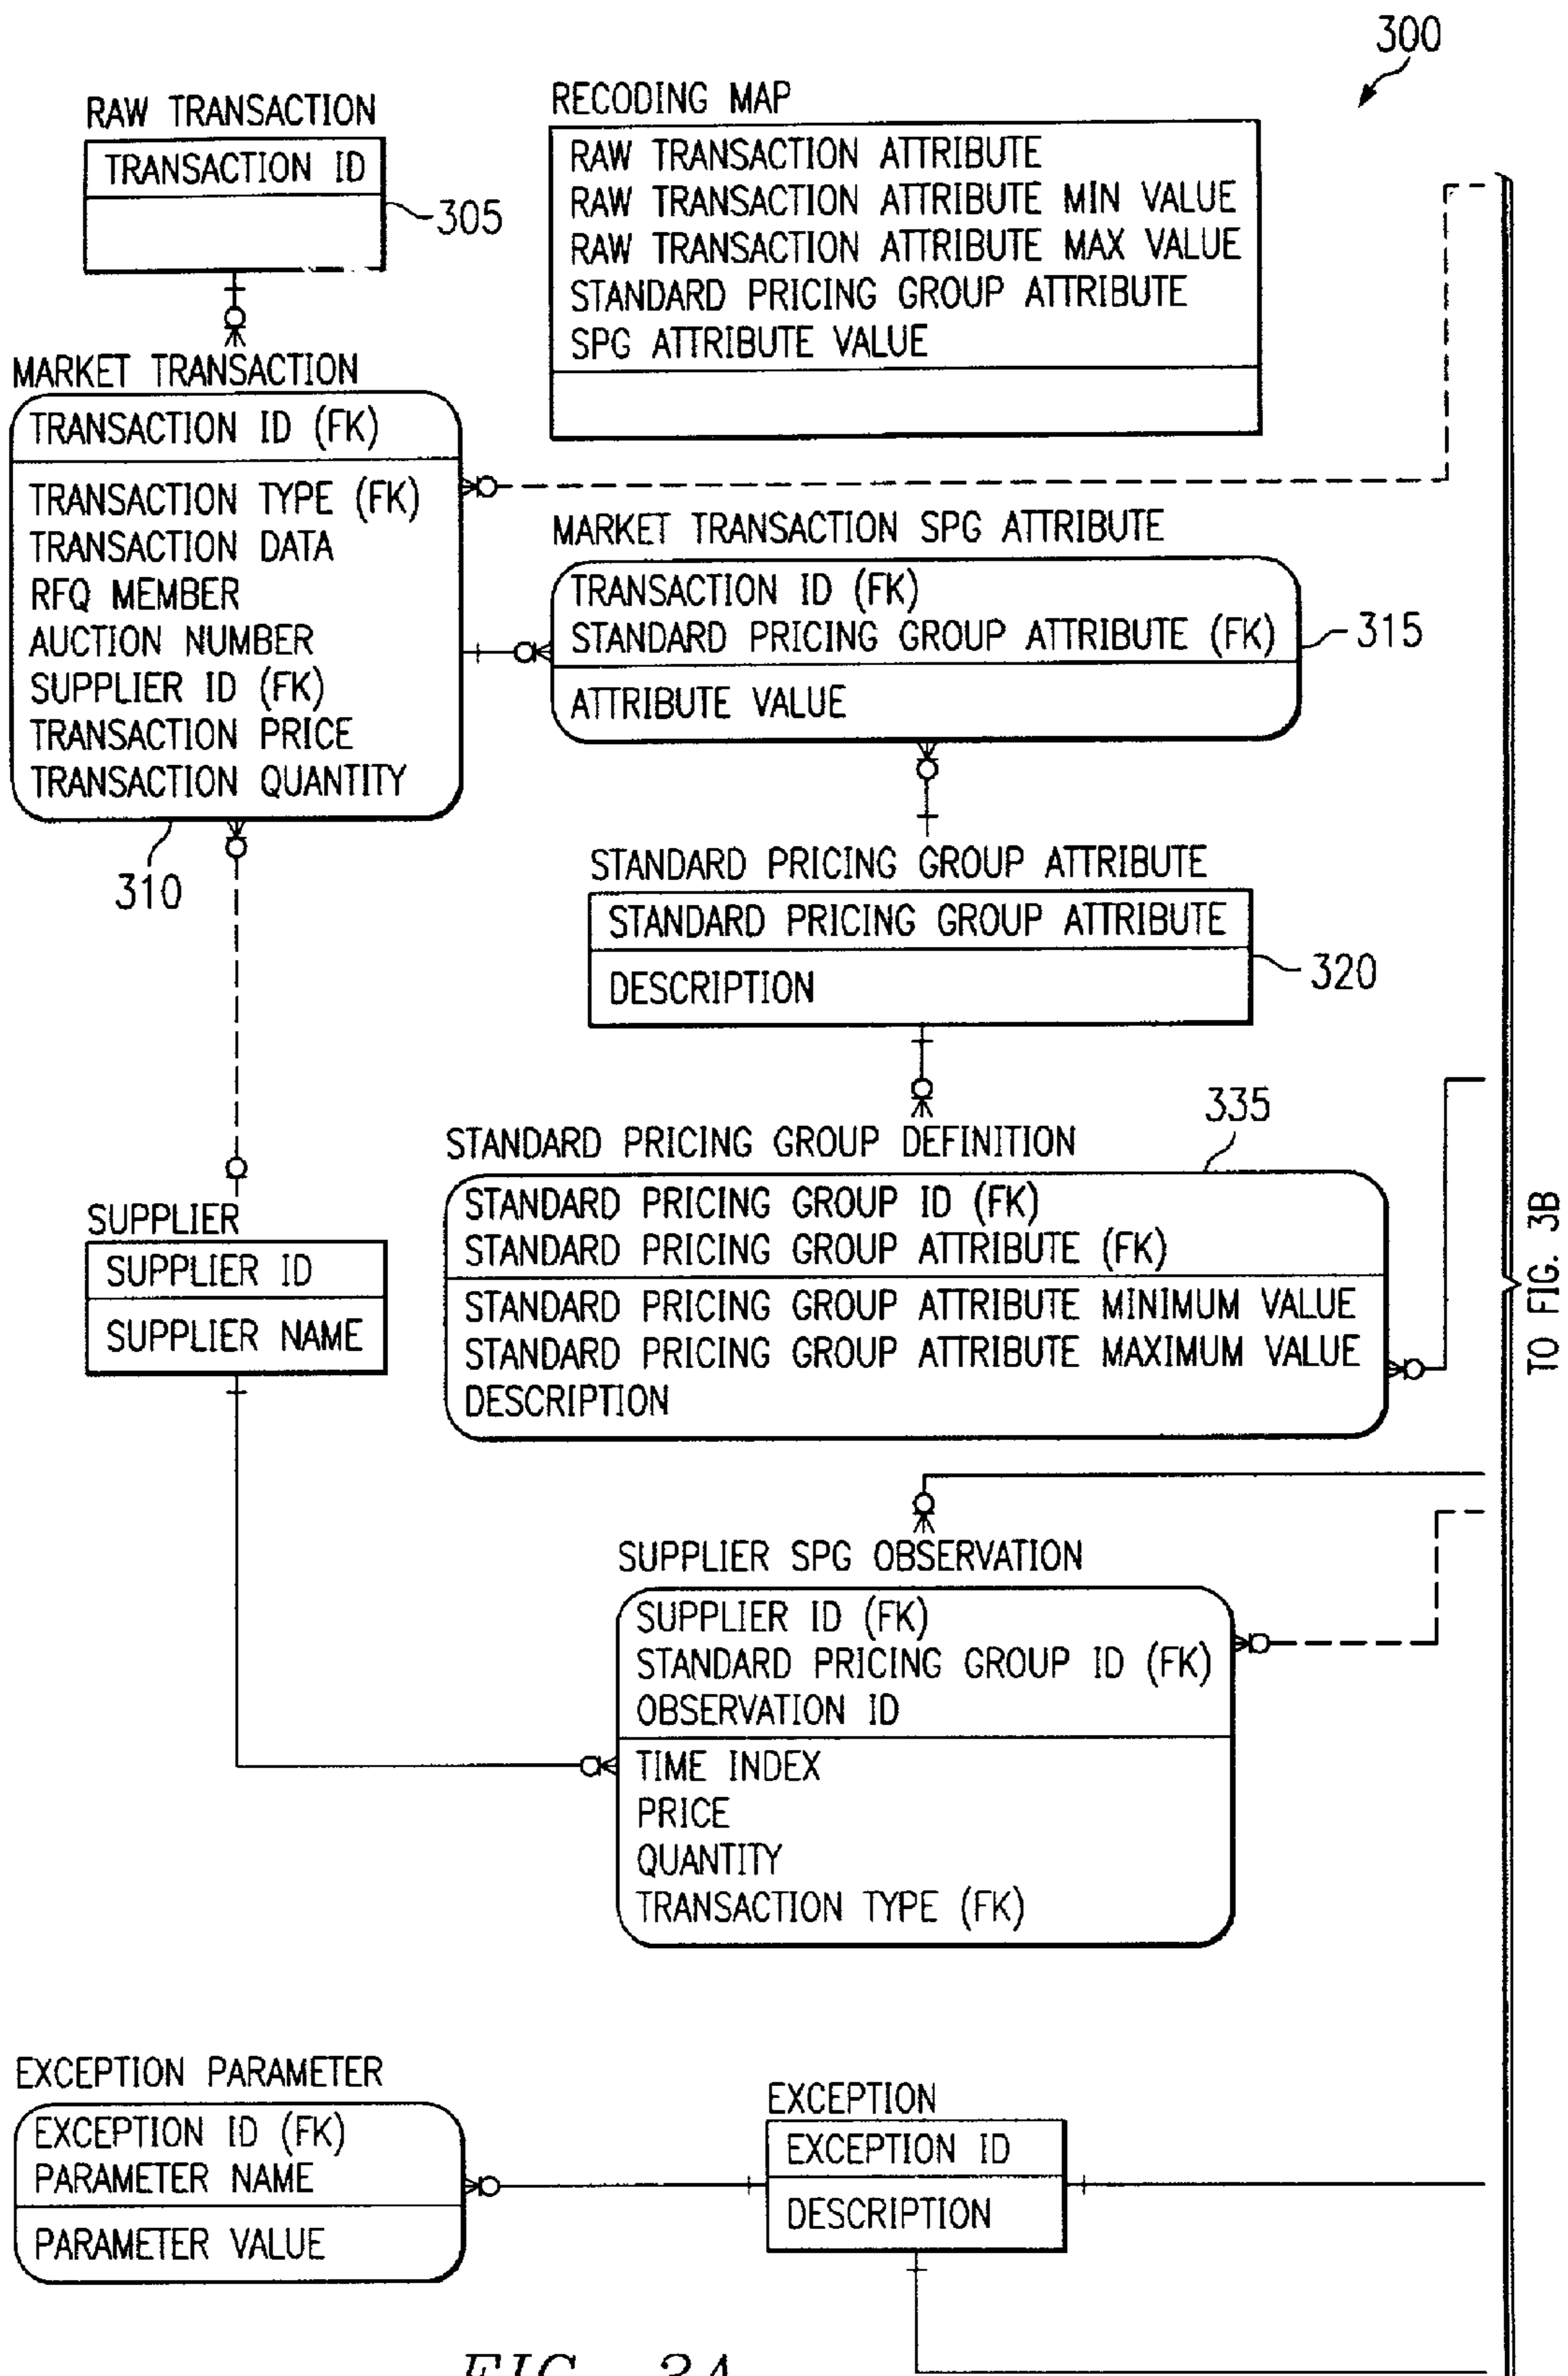 300
RAW TRANSACTION
TRANSACTION ID
305
RECODING MAP
RAW TRANSACTION ATTRIBUTE
RAW TRANSACTION ATTRIBUTE MIN VALUE
RAW TRANSACTION ATTRIBUTE MAX VALUE
STANDARD PRICING GROUP ATTRIBUTE
SPG ATTRIBUTE VALUE
MARKET TRANSACTION
TRANSACTION ID (FK)
TRANSACTION TYPE (FK)
TRANSACTION DATA
RFQ MEMBER
AUCTION NUMBER
SUPPLIER ID (FK)
TRANSACTION PRICE
TRANSACTION QUANTITY
310
MARKET TRANSACTION SPG ATTRIBUTE
TRANSACTION ID (FK)
STANDARD PRICING GROUP ATTRIBUTE (FK)
ATTRIBUTE VALUE
315
STANDARD PRICING GROUP ATTRIBUTE
STANDARD PRICING GROUP ATTRIBUTE
DESCRIPTION
320
335
STANDARD PRICING GROUP DEFINITION
STANDARD PRICING GROUP ID (FK)
STANDARD PRICING GROUP ATTRIBUTE (FK)
STANDARD PRICING GROUP ATTRIBUTE MINIMUM VALUE
STANDARD PRICING GROUP ATTRIBUTE MAXIMUM VALUE
DESCRIPTION
SUPPLIER
SUPPLIER ID
SUPPLIER NAME
TO FIG. 3B
SUPPLIER SPG OBSERVATION
SUPPLIER ID (FK)
STANDARD PRICING GROUP ID (FK)
OBSERVATION ID
TIME INDEX
PRICE
QUANTITY
TRANSACTION TYPE (FK)
EXCEPTION PARAMETER
EXCEPTION ID (FK)
PARAMETER NAME
PARAMETER VALUE
EXCEPTION
EXCEPTION ID
DESCRIPTION
FIG. 3A